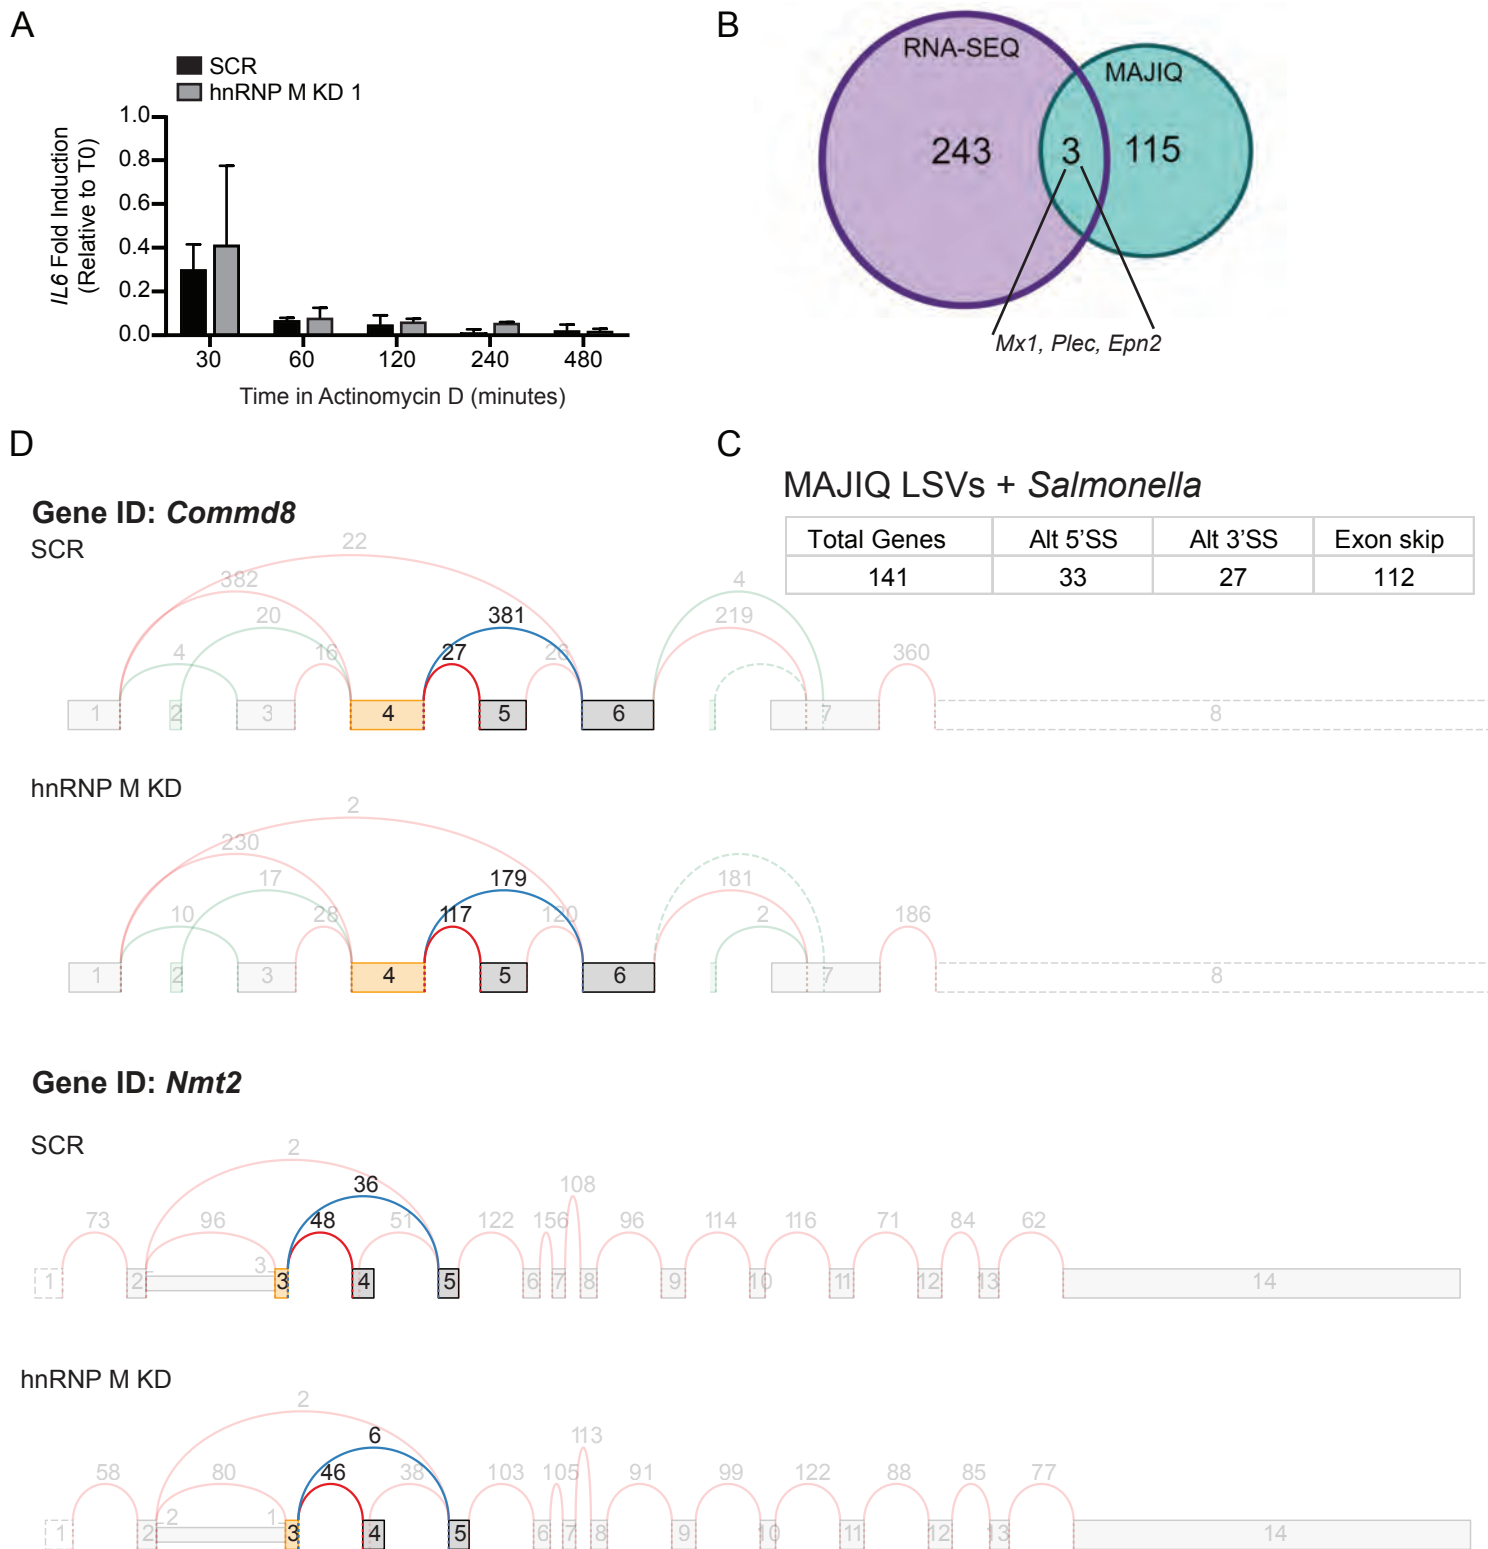 A
SCR
hnRNP M KD 1
IL6 Fold Induction
(Relative to T0)
1.0
0.8
0.6
0.4
0.2
0.0
30 60 120 240 480
Time in Actinomycin D (minutes)
B
RNA-SEQ
MAJIQ
243 3 115
Mx1, Plec, Epn2
C
MAJIQ LSVs + Salmonella
Total Genes Alt 5'SS Alt 3'SS Exon skip
141 33 27 112
D
Gene ID: Commd8
SCR
22
382
20 381
4 16 27 26
4
219
360
1 2 3 4 5 6 7 8
hnRNP M KD
2
230
17 179
10 28 117 120
181
2 186
1 2 3 4 5 6 7 8
Gene ID: Nmt2
SCR
2
36 108
73 96 48 51 122 156 96 114 116 71 84 62
3
1 2 3 4 5 6 7 8 9 10 11 12 13 14
hnRNP M KD
2
6 113
58 80 46 38 103 105 91 99 122 88 85 77
2 1
1 2 3 4 5 6 7 8 9 10 11 12 13 14